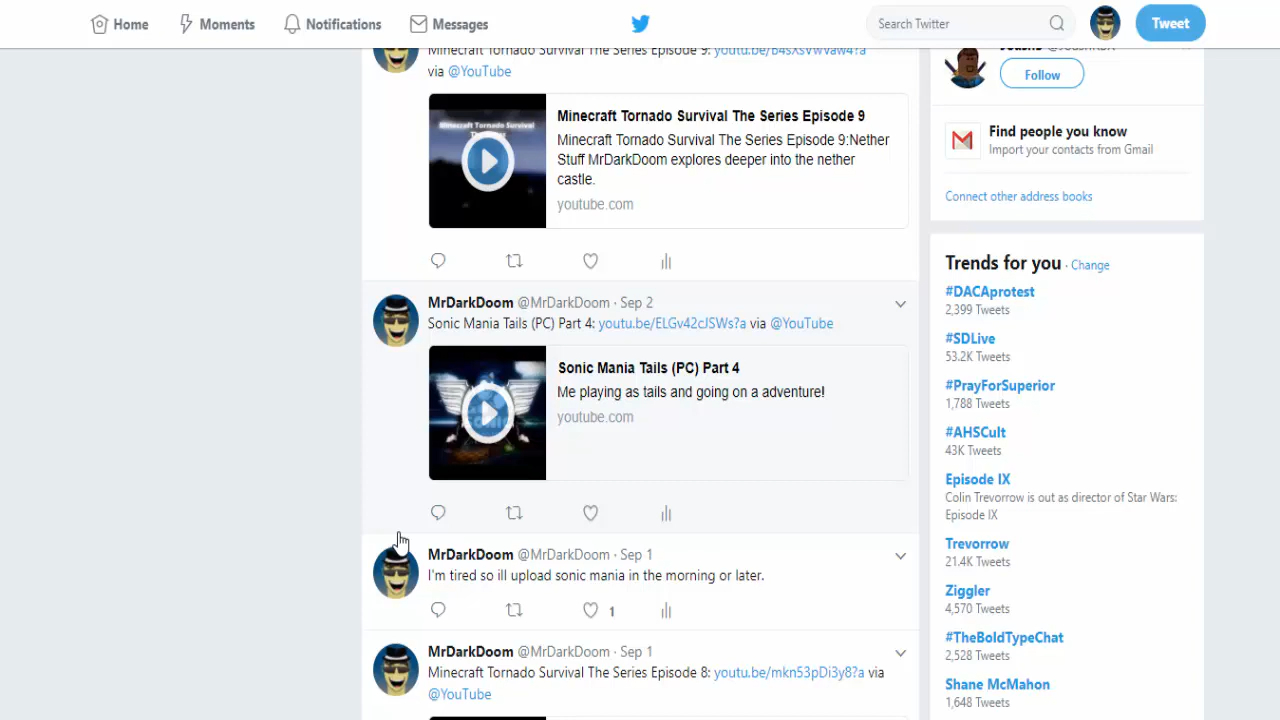 Home
Moments
Notifications
Messages
Search Twitter
Tweet
Minecraft Tornado Survival The Series Episode 9:
via @YouTube
Minecraft Tornado Survival The Series Episode 9
Minecraft Tornado Survival The Series Episode 9:Nether
Stuff MrDarkDoom explores deeper into the nether
castle.
youtube.com
MrDarkDoom @MrDarkDoom · Sep 2
Sonic Mania Tails (PC) Part 4: youtu.be/ELGv42cJSWs?a via @YouTube
Sonic Mania Tails (PC) Part 4
Me playing as tails and going on a adventure!
youtube.com
MrDarkDoom @MrDarkDoom · Sep 1
I'm tired so ill upload sonic mania in the morning or later.
1
MrDarkDoom @MrDarkDoom · Sep 1
Minecraft Tornado Survival The Series Episode 8: youtu.be/mkn53pDi3y8?a via
@YouTube
Follow
Find people you know
Import your contacts from Gmail
Connect other address books
Trends for you · Change
#DACAprotest
2,399 Tweets
#SDLive
53.2K Tweets
#PrayForSuperior
1,788 Tweets
#AHSCult
43K Tweets
Episode IX
Colin Trevorrow is out as director of Star Wars:
Episode IX
Trevorrow
21.4K Tweets
Ziggler
4,570 Tweets
#TheBoldTypeChat
2,528 Tweets
Shane McMahon
1,648 Tweets